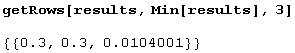 getRows[results, Min[results], 3]
{{0.3, 0.3, 0.0104001}}